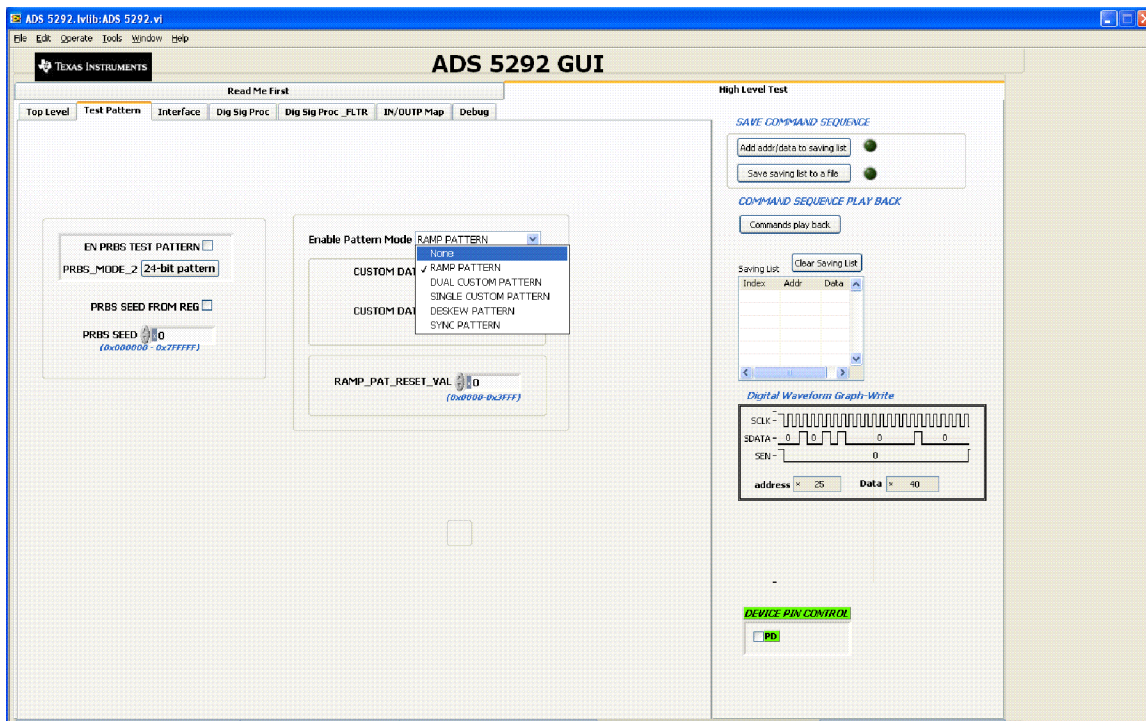 ADS 5292.lvlib:ADS 5292.vi
File Edit Operate Tools Window Help
TEXAS INSTRUMENTS
ADS 5292 GUI
Read Me First
High Level Test
Top Level
Test Pattern
Interface
Dig Sig Proc
Dig Sig Proc _FLTR
IN/OUTP Map
Debug
EN PRBS TEST PATTERN
PRBS_MODE_2 24-bit pattern
PRBS SEED FROM REG
PRBS SEED 0
(0x000000 - 0x7FFFFF)
Enable Pattern Mode RAMP PATTERN
None
✓ RAMP PATTERN
DUAL CUSTOM PATTERN
SINGLE CUSTOM PATTERN
DESKEW PATTERN
SYNC PATTERN
CUSTOM DAT
CUSTOM DAT
RAMP_PAT_RESET_VAL 0
(0x0000-0x3FFF)
SAVE COMMAND SEQUENCE
Add addr/data to saving list
Save saving list to a file
COMMAND SEQUENCE PLAY BACK
Commands play back
Saving List
Clear Saving List
Index Addr Data
Digital Waveform Graph-Write
SCLK
SDATA 0 0 0 0
SEN 0
address x 25 Data x 40
DEVICE PIN CONTROL
PD